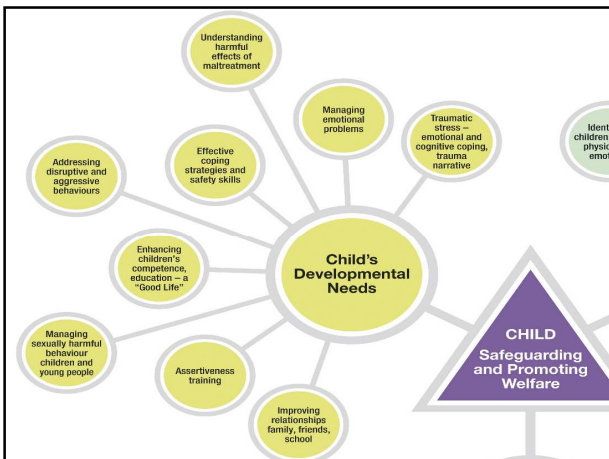 Understanding
harmful
effects of
maltreatment
Managing
emotional
problems
Traumatic
stress –
emotional and
cognitive coping,
trauma
narrative
Effective
coping
strategies and
safety skills
Addressing
disruptive and
aggressive
behaviours
Enhancing
children's
competence,
education – a
"Good Life"
Child's
Developmental
Needs
Managing
sexually harmful
behaviour
children and
young people
Assertiveness
training
Improving
relationships
family, friends,
school
CHILD
Safeguarding
and Promoting
Welfare